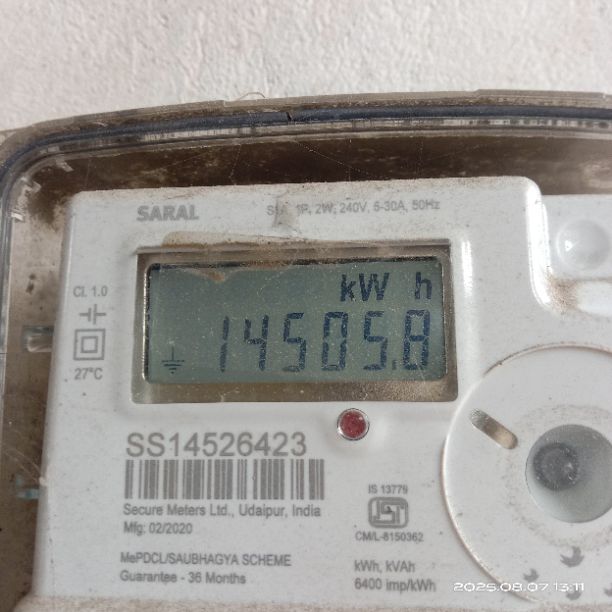 SARAL
1P, 2W, 240V, 5-30A, 50Hz
Cl. 1.0
kW h
14505.8
27°C
SS14526423
Secure Meters Ltd., Udaipur, India
Mfg: 02/2020
IS 13779
CM/L-8150362
MePDCL/SAUBHAGYA SCHEME
Guarantee - 36 Months
kWh, kVAh
6400 imp/kWh
2025.08.07 13:11